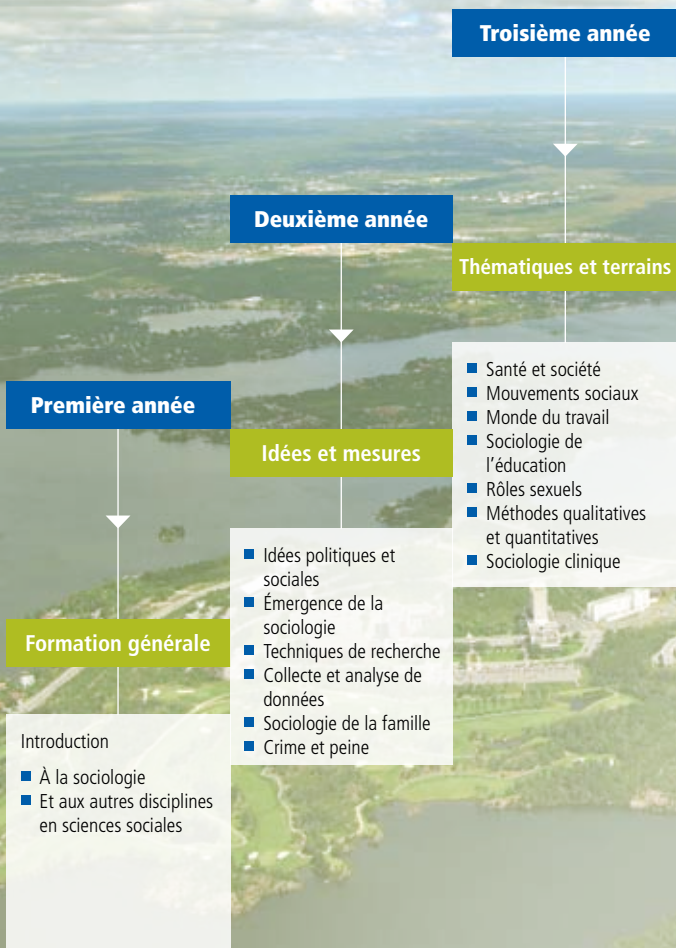 Première année
Formation générale
Introduction
À la sociologie
Et aux autres disciplines
en sciences sociales
Deuxième année
Idées et mesures
Idées politiques et
sociales
Émergence de la
sociologie
Techniques de recherche
Collecte et analyse de
données
Sociologie de la famille
Crime et peine
Troisième année
Thématiques et terrains
Santé et société
Mouvements sociaux
Monde du travail
Sociologie de
l'éducation
Rôles sexuels
Méthodes qualitatives
et quantitatives
Sociologie clinique